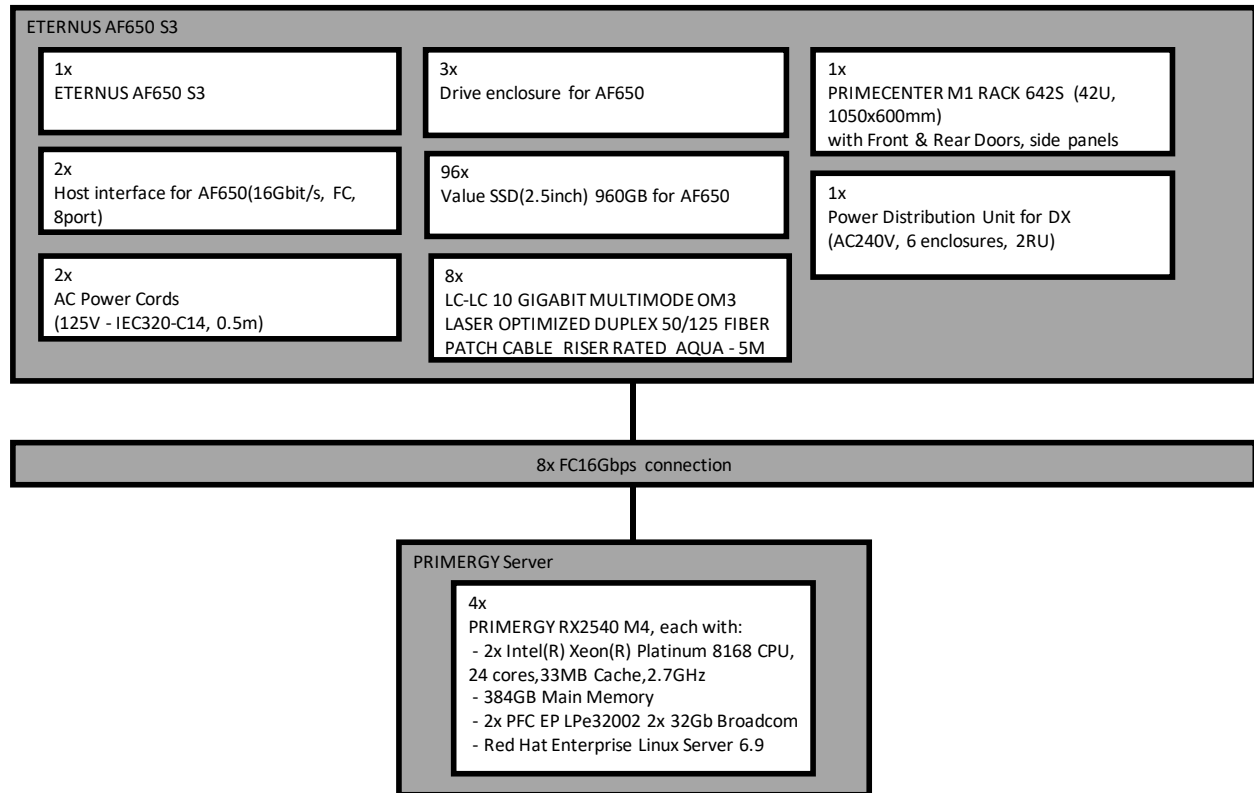 ETERNUS AF650 S3
1x
ETERNUS AF650 S3
3x
Drive enclosure for AF650
1x
PRIMECENTER M1 RACK 642S (42U,
1050x600mm)
with Front & Rear Doors, side panels
2x
Host interface for AF650(16Gbit/s, FC,
8port)
96x
Value SSD(2.5inch) 960GB for AF650
1x
Power Distribution Unit for DX
(AC240V, 6 enclosures, 2RU)
2x
AC Power Cords
(125V - IEC320-C14, 0.5m)
8x
LC-LC 10 GIGABIT MULTIMODE OM3
LASER OPTIMIZED DUPLEX 50/125 FIBER
PATCH CABLE RISER RATED AQUA - 5M
8x FC16Gbps connection
PRIMERGY Server
4x
PRIMERGY RX2540 M4, each with:
- 2x Intel(R) Xeon(R) Platinum 8168 CPU,
24 cores,33MB Cache,2.7GHz
- 384GB Main Memory
- 2x PFC EP LPe32002 2x 32Gb Broadcom
- Red Hat Enterprise Linux Server 6.9